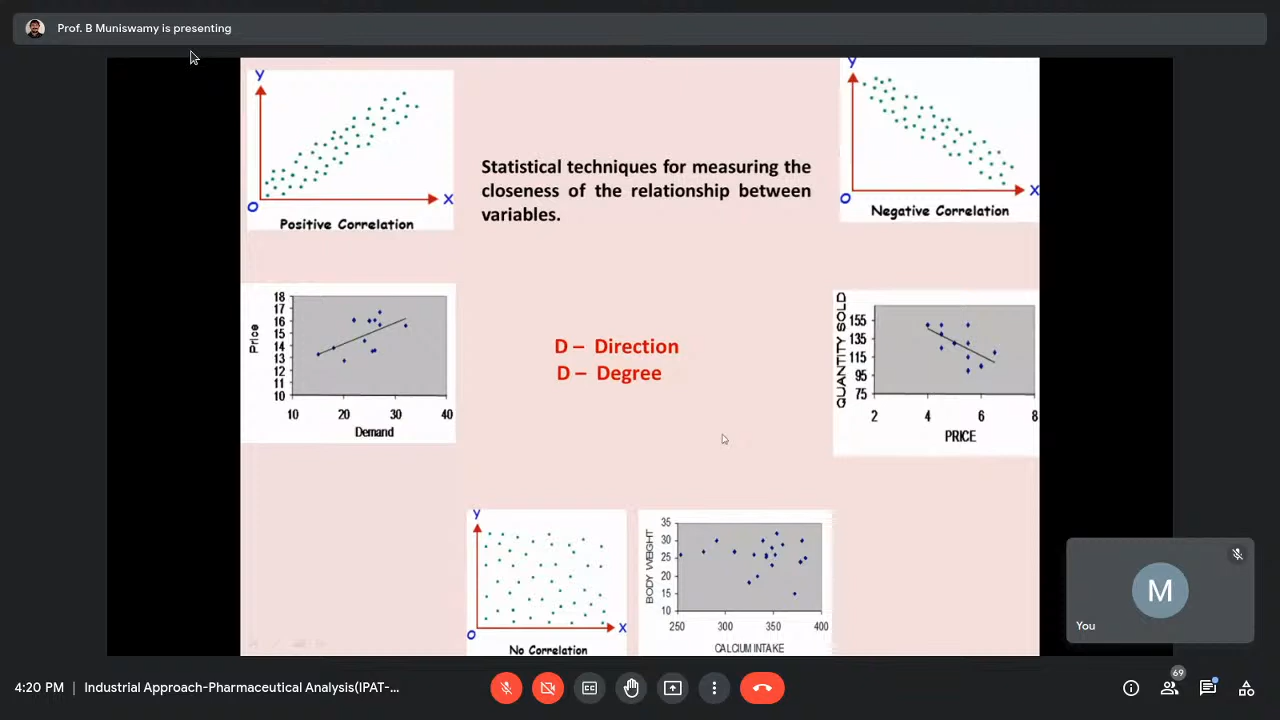 Prof. B Muniswamy is presenting
Y
X
O
Positive Correlation
Statistical techniques for measuring the
closeness of the relationship between
variables.
Y
X
O
Negative Correlation
Price
18
17
16
15
14
13
12
11
10
10 20 30 40
Demand
D – Direction
D – Degree
QUANTITY SOLD
155
135
115
95
75
2 4 6 8
PRICE
Y
X
O
No Correlation
BODY WEIGHT
35
30
25
20
15
10
250 300 350 400
CALCIUM INTAKE
M
You
4:20 PM | Industrial Approach-Pharmaceutical Analysis(IPAT-...
CC
69